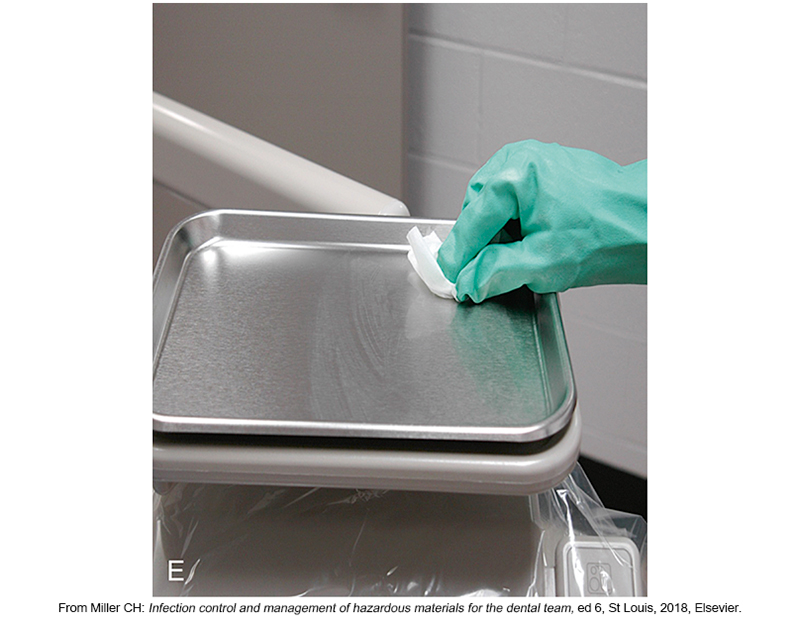 E
From Miller CH: Infection control and management of hazardous materials for the dental team, ed 6, St Louis, 2018, Elsevier.